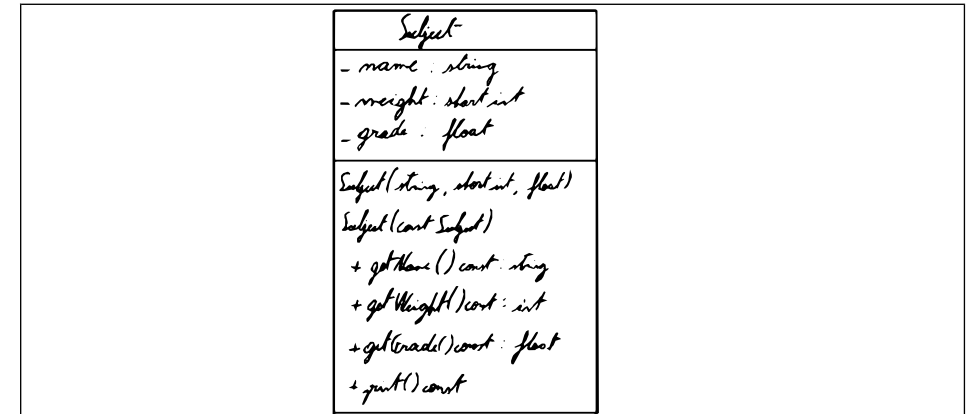 Subject
- name : string
- weight : short int
- grade : float
Subject(string, short int, float)
Subject(const Subject)
+ getName() const : string
+ getWeight() const : int
+ getGrade() const : float
+ print() const